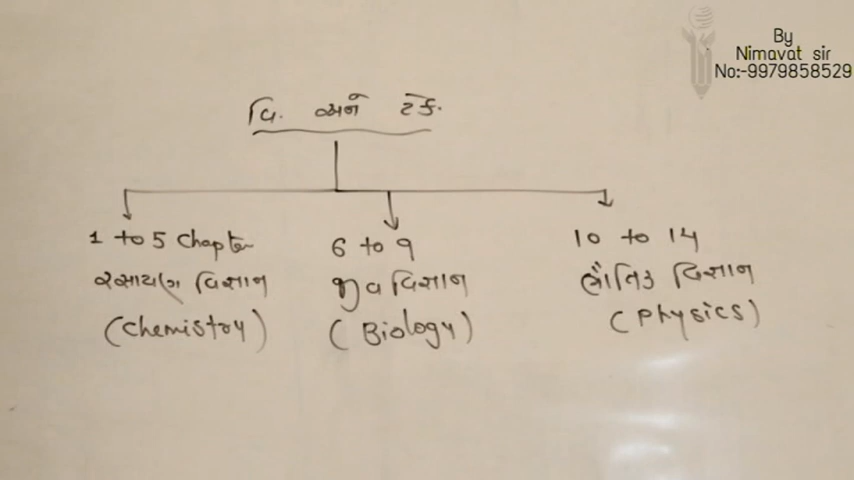 By
Nimavat sir
No:-9979858529
વિ. અને ટેક.
1 to 5 Chapter
રસાયણ વિજ્ઞાન
(Chemistry)
6 to 9
જીવ વિજ્ઞાન
(Biology)
10 to 14
ભૌતિક વિજ્ઞાન
(Physics)